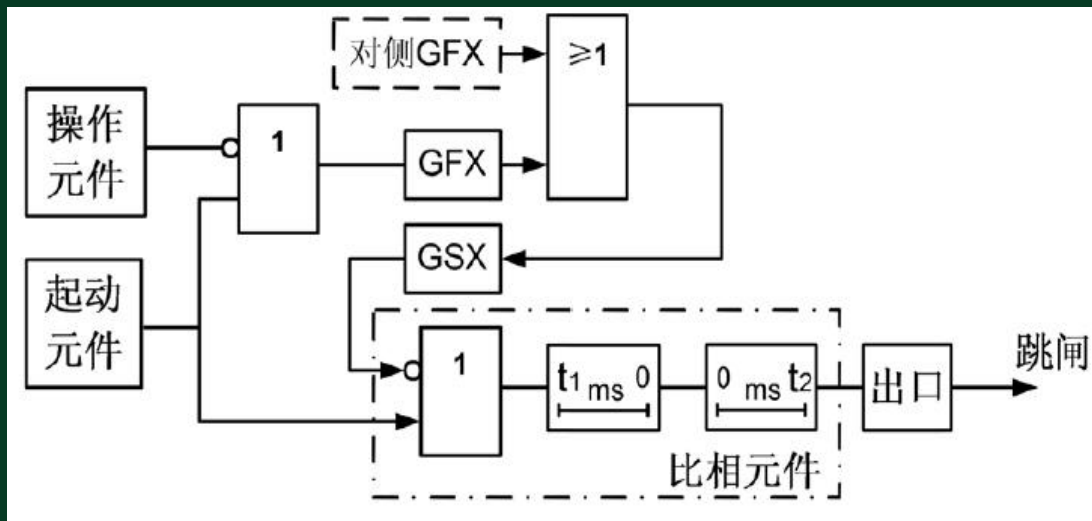 对侧GFX
≥1
操作
元件
1
GFX
GSX
起动
元件
1
t1 ms 0
0 ms t2
出口
跳闸
比相元件